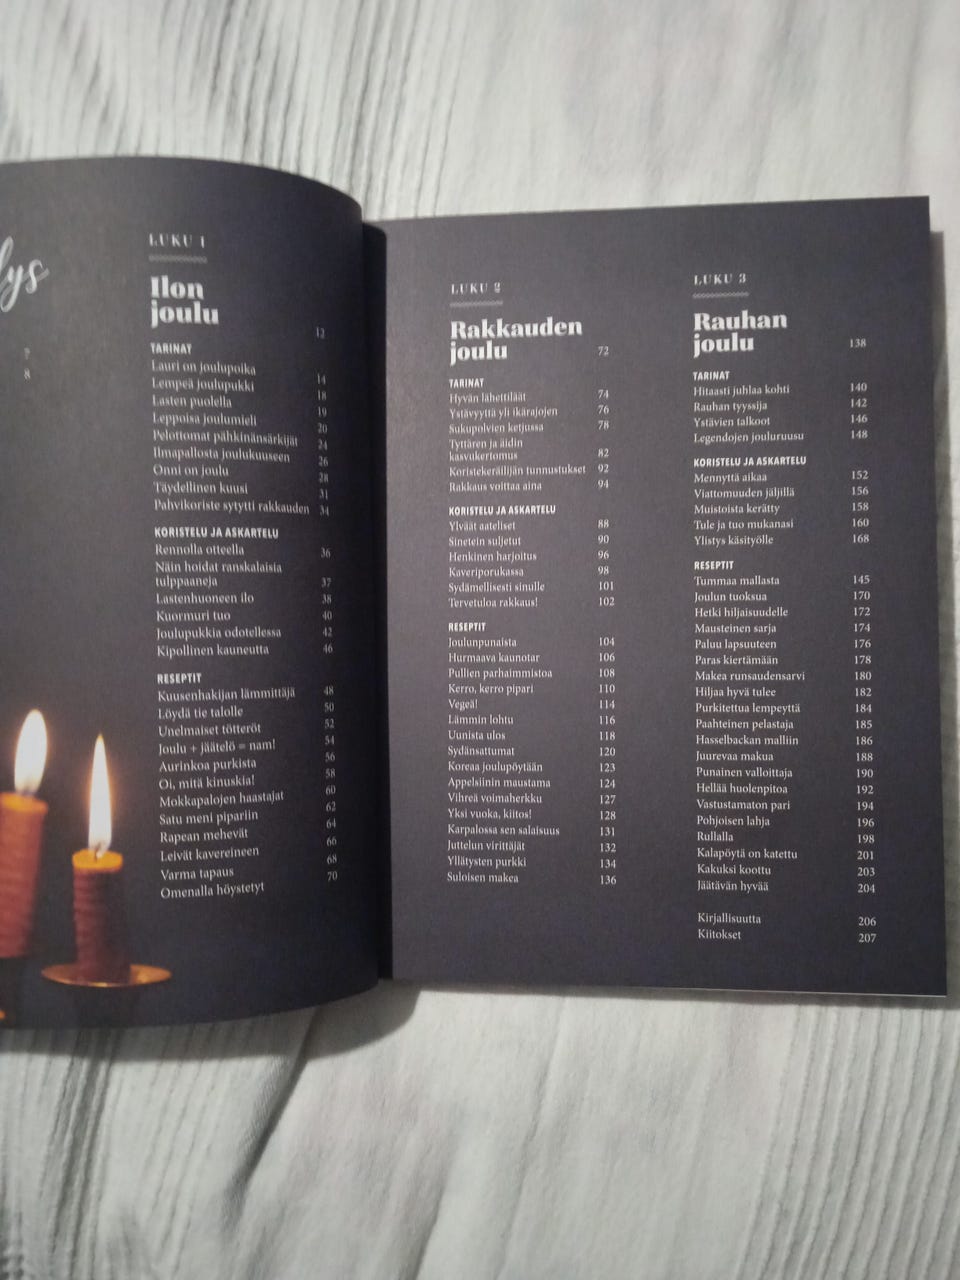 LUKU 1
Ilon
joulu 12
TARINAT
Lauri on joulupoika 14
Lempeä joulupukki 18
Lasten puolella 19
Leppoisa joulumieli 20
Pelottomat pähkinänsärkijät 24
Ilmapallosta joulukuuseen 26
Onni on joulu 28
Täydellinen kuusi 31
Pahvikoriste sytytti rakkauden 34
KORISTELU JA ASKARTELU
Rennolla otteella 36
Näin hoidat ranskalaisia
tulppaaneja 37
Lastenhuoneen ilo 38
Kuormuri tuo 40
Joulupukkia odotellessa 42
Kipollinen kauneutta 46
RESEPTIT
Kuusenhakijan lämmittäjä 48
Löydä tie talolle 50
Unelmaiset tötteröt 52
Joulu + jäätelö = nam! 54
Aurinkoa purkista 56
Oi, mitä kinuskia! 58
Mokkapalojen haastajat 60
Satu meni pipariin 62
Rapean mehevät 64
Leivät kavereineen 66
Varma tapaus 68
Omenalla höystetyt 70
LUKU 2
Rakkauden
joulu 72
TARINAT
Hyvän lähettiläät 74
Ystävyyttä yli ikärajojen 76
Sukupolvien ketjussa 78
Tyttären ja äidin
kasvukertomus 82
Koristekeräilijän tunnustukset 92
Rakkaus voittaa aina 94
KORISTELU JA ASKARTELU
Ylväät aateliset 88
Sinetein suljetut 90
Henkinen harjoitus 96
Kaveriporukassa 98
Sydämellisesti sinulle 101
Tervetuloa rakkaus! 102
RESEPTIT
Joulunpunaista 104
Hurmaava kaunotar 106
Pullien parhaimmistoa 108
Kerro, kerro pipari 110
Vegeä! 114
Lämmin lohtu 116
Uunista ulos 118
Sydänsattumat 120
Koreaa joulupöytään 123
Appelsiinin maustama 124
Vihreä voimaherkku 127
Yksi vuoka, kiitos! 128
Karpalossa sen salaisuus 131
Juttelun virittäjät 132
Yllätysten purkki 134
Suloisen makea 136
LUKU 3
Rauhan
joulu 138
TARINAT
Hitaasti juhlaa kohti 140
Rauhan tyyssija 142
Ystävien talkoot 146
Legendojen jouluruusu 148
KORISTELU JA ASKARTELU
Mennyttä aikaa 152
Viattomuuden jäljillä 156
Muistoista kerätty 158
Tule ja tuo mukanasi 160
Ylistys käsityölle 168
RESEPTIT
Tummaa mallasta 145
Joulun tuoksua 170
Hetki hiljaisuudelle 172
Mausteinen sarja 174
Paluu lapsuuteen 176
Paras kiertämään 178
Makea runsaudensarvi 180
Hiljaa hyvä tulee 182
Purkitettua lempeyttä 184
Paahteinen pelastaja 185
Hasselbackan malliin 186
Juurevaa makua 188
Punainen valloittaja 190
Hellää huolenpitoa 192
Vastustamaton pari 194
Pohjoisen lahja 196
Rullalla 198
Kalapöytä on katettu 201
Kakuksi koottu 203
Jäätävän hyvää 204
Kirjallisuutta 206
Kiitokset 207